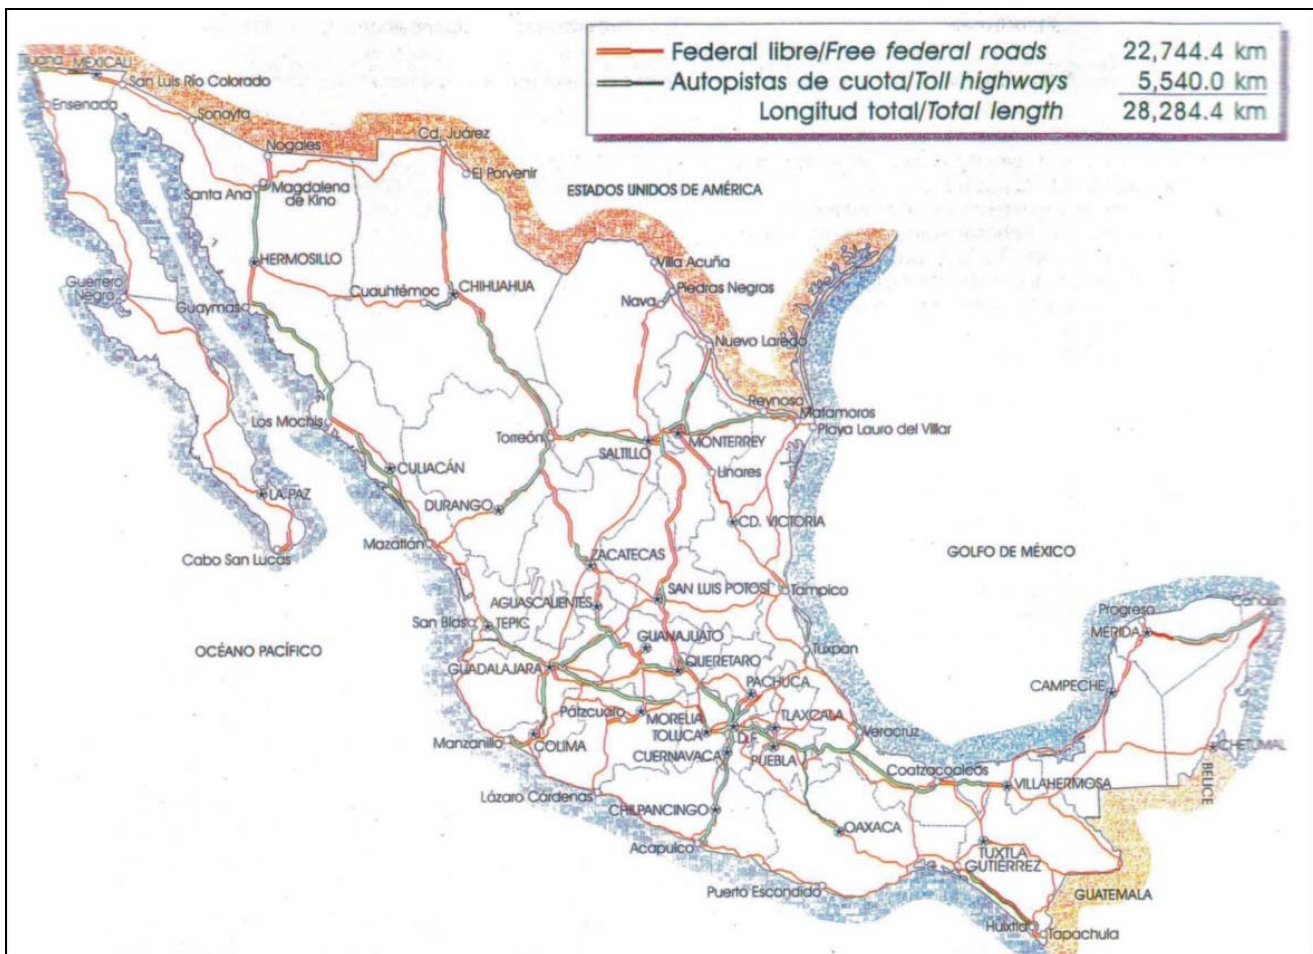 Federal libre/Free federal roads 22,744.4 km
Autopistas de cuota/Toll highways 5,540.0 km
Longitud total/Total length 28,284.4 km
MEXICALI
San Luis Río Colorado
Ensenada
Sonoyta
Nogales
Cd. Juárez
El Porvenir
Santa Ana
Magdalena
de Kino
ESTADOS UNIDOS DE AMÉRICA
HERMOSILLO
Villa Acuña
Guerrero
Negro
Cuauhtémoc
CHIHUAHUA
Piedras Negras
Nava
Guaymas
Nuevo Laredo
Reynosa
Matamoros
Playa Lauro del Villar
Los Mochis
Torreón
SALTILLO
MONTERREY
CULIACÁN
Linares
LA PAZ
DURANGO
CD. VICTORIA
Mazatlán
Cabo San Lucas
ZACATECAS
GOLFO DE MÉXICO
SAN LUIS POTOSÍ
Tampico
AGUASCALIENTES
San Blas
TEPIC
Progreso
MÉRIDA
GUANAJUATO
OCÉANO PACÍFICO
Tuxpan
GUADALAJARA
QUERETARO
PACHUCA
CAMPECHE
Pátzcuaro
MORELIA
TLAXCALA
TOLUCA
D.F.
Veracruz
Manzanillo
COLIMA
CUERNAVACA
PUEBLA
CHETUMAL
Coatzacoalcos
VILLAHERMOSA
BELICE
Lázaro Cárdenas
CHILPANCINGO
OAXACA
Acapulco
TUXTLA
GUTIÉRREZ
Puerto Escondido
GUATEMALA
Huixtla
Tapachula